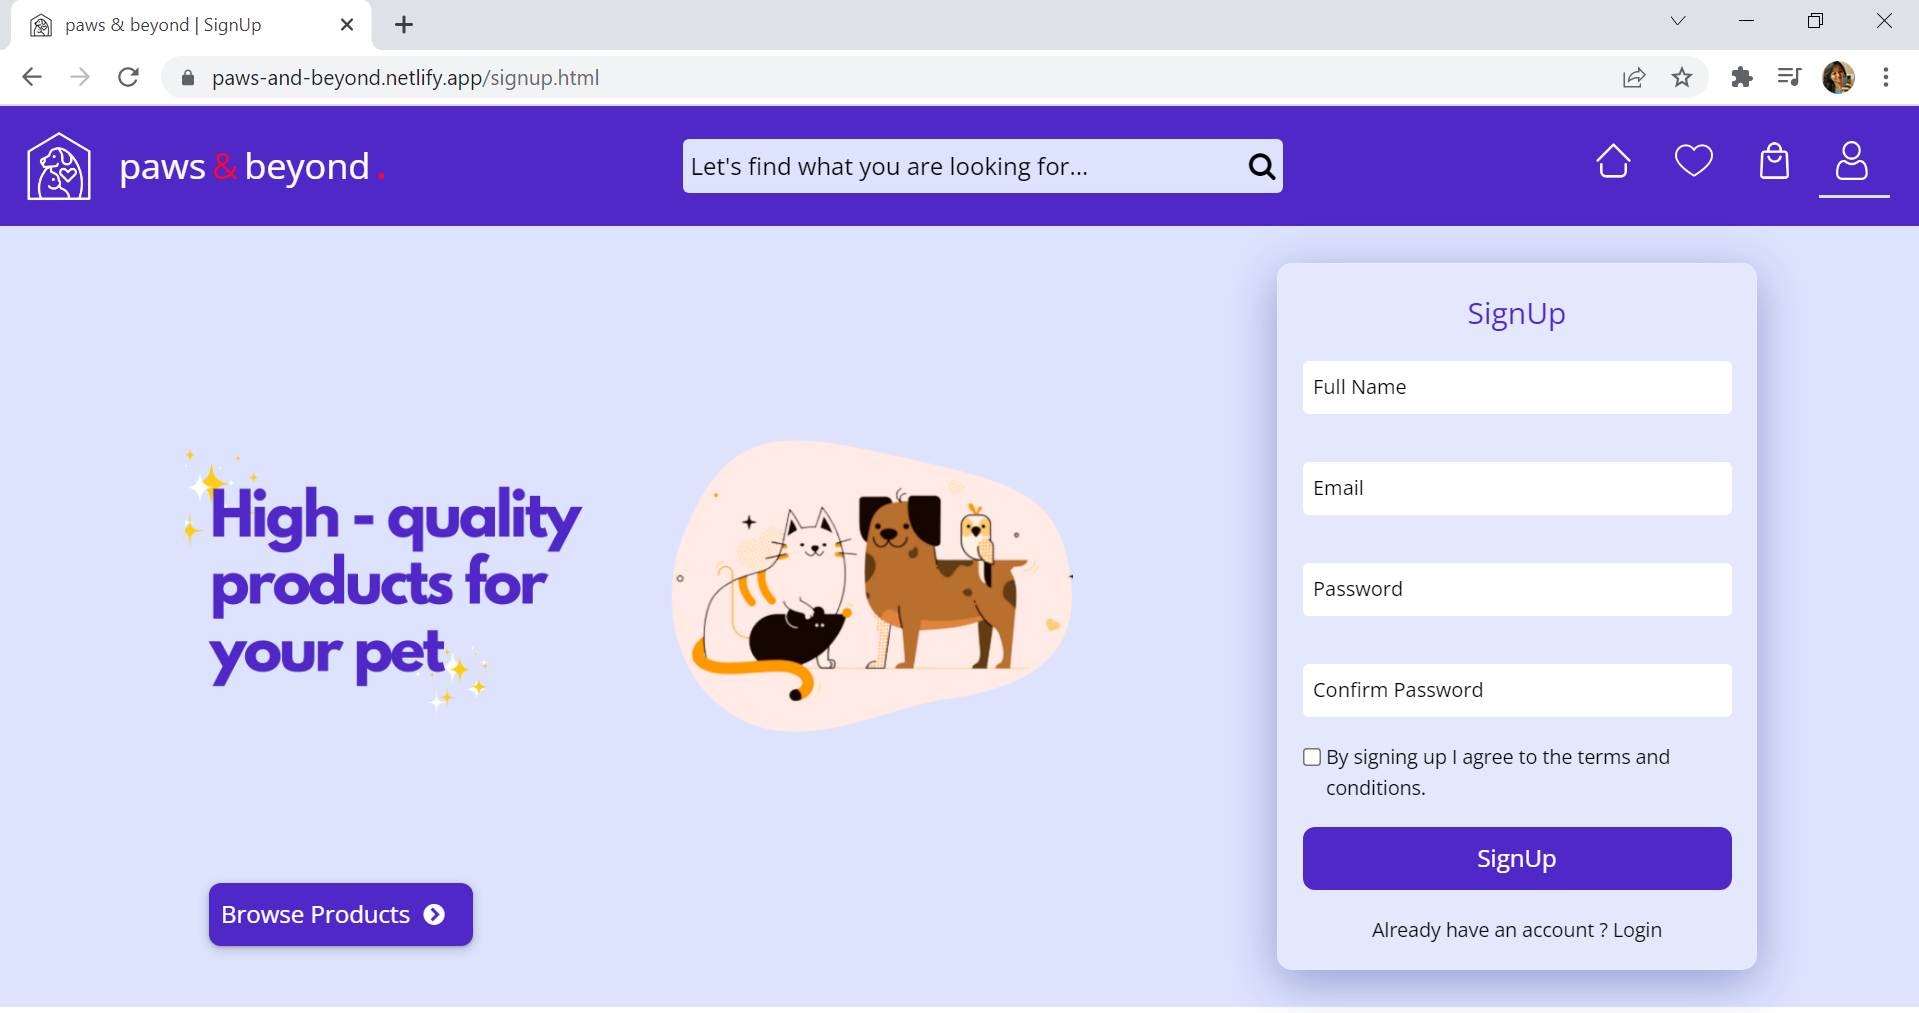 paws & beyond | SignUp
paws-and-beyond.netlify.app/signup.html
paws & beyond .
Let's find what you are looking for...
SignUp
Full Name
Email
Password
Confirm Password
By signing up I agree to the terms and
conditions.
SignUp
Already have an account ? Login
High - quality
products for
your pet
Browse Products